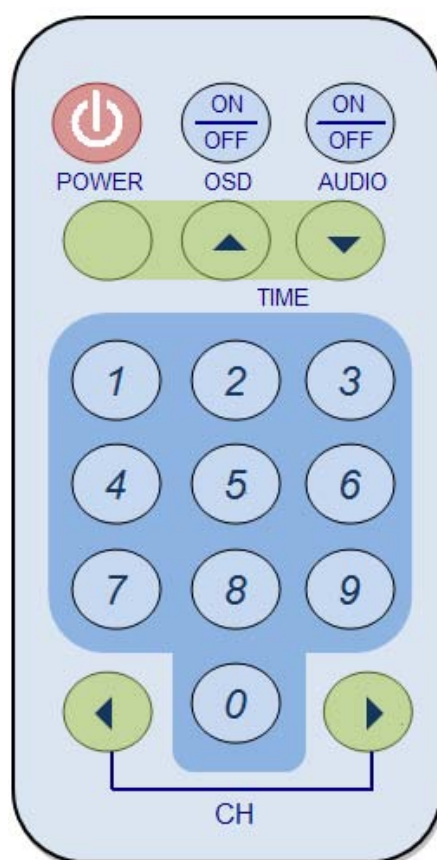 ON ON
OFF OFF
POWER OSD AUDIO
TIME
1 2 3
4 5 6
7 8 9
0
CH